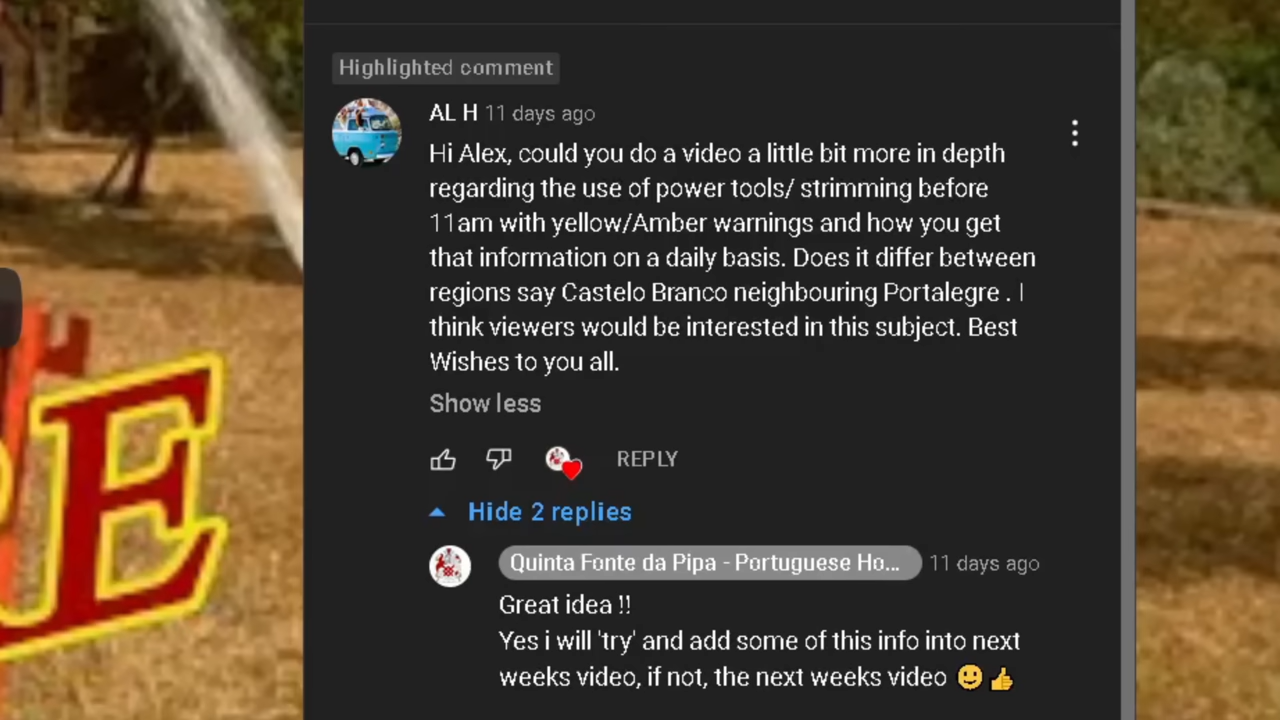 Highlighted comment
AL H 11 days ago
Hi Alex, could you do a video a little bit more in depth
regarding the use of power tools/ strimming before
11am with yellow/Amber warnings and how you get
that information on a daily basis. Does it differ between
regions say Castelo Branco neighbouring Portalegre . I
think viewers would be interested in this subject. Best
Wishes to you all.
Show less
REPLY
Hide 2 replies
Quinta Fonte da Pipa - Portuguese Ho... 11 days ago
Great idea !!
Yes i will 'try' and add some of this info into next
weeks video, if not, the next weeks video 🙂👍
E